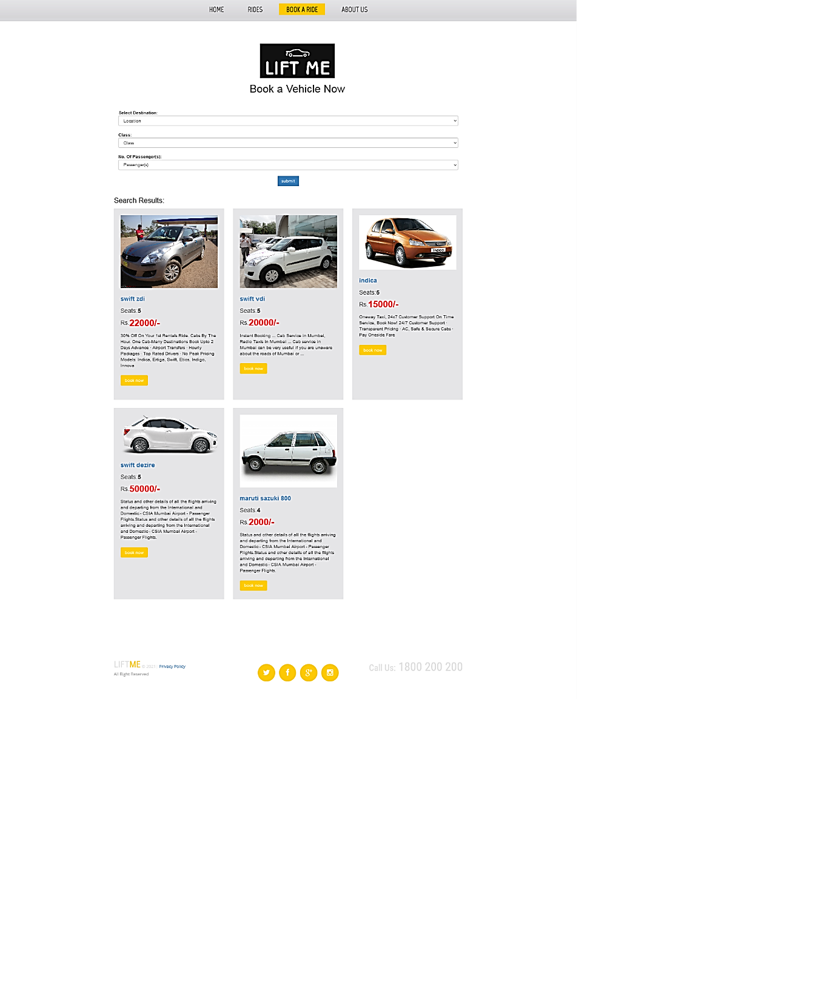 HOME RIDES BOOK A RIDE ABOUT US
LIFT ME
Book a Vehicle Now
Select Destination:
Location
Class:
Class
No. Of Passenger(s):
Passenger(s)
submit
Search Results:
swift zdi
Seats:5
Rs.22000/-
30% Off On Your 1st Rentals Ride. Cabs By The
Hour. One Cab-Many Destinations Book Upto 2
Days Advance · Airport Transfers · Hourly
Packages · Top Rated Drivers · No Peak Pricing
Models: Indica, Ertiga, Swift, Etios, Indigo,
Innova
book now
swift vdi
Seats:5
Rs.20000/-
Instant Booking ... Cab Service in Mumbai,
Radio Taxis in Mumbai ... Cab service in
Mumbai can be very useful if you are unaware
about the roads of Mumbai or ...
book now
indica
indica
Seats:5
Rs.15000/-
Oneway Taxi, 24x7 Customer Support On Time
Service, Book Now! 24/7 Customer Support ·
Transparent Pricing · AC, Safe & Secure Cabs ·
Pay Oneside Fare
book now
swift dezire
Seats:5
Rs.50000/-
Status and other details of all the flights arriving
and departing from the International and
Domestic - CSIA Mumbai Airport - Passenger
Flights.Status and other details of all the flights
arriving and departing from the International
and Domestic - CSIA Mumbai Airport -
Passenger Flights.
book now
maruti sazuki 800
Seats:4
Rs.2000/-
Status and other details of all the flights arriving
and departing from the International and
Domestic - CSIA Mumbai Airport - Passenger
Flights.Status and other details of all the flights
arriving and departing from the International
and Domestic - CSIA Mumbai Airport -
Passenger Flights.
book now
LIFTME © 2021 | Privacy Policy
All Right Reserved
Call Us: 1800 200 200